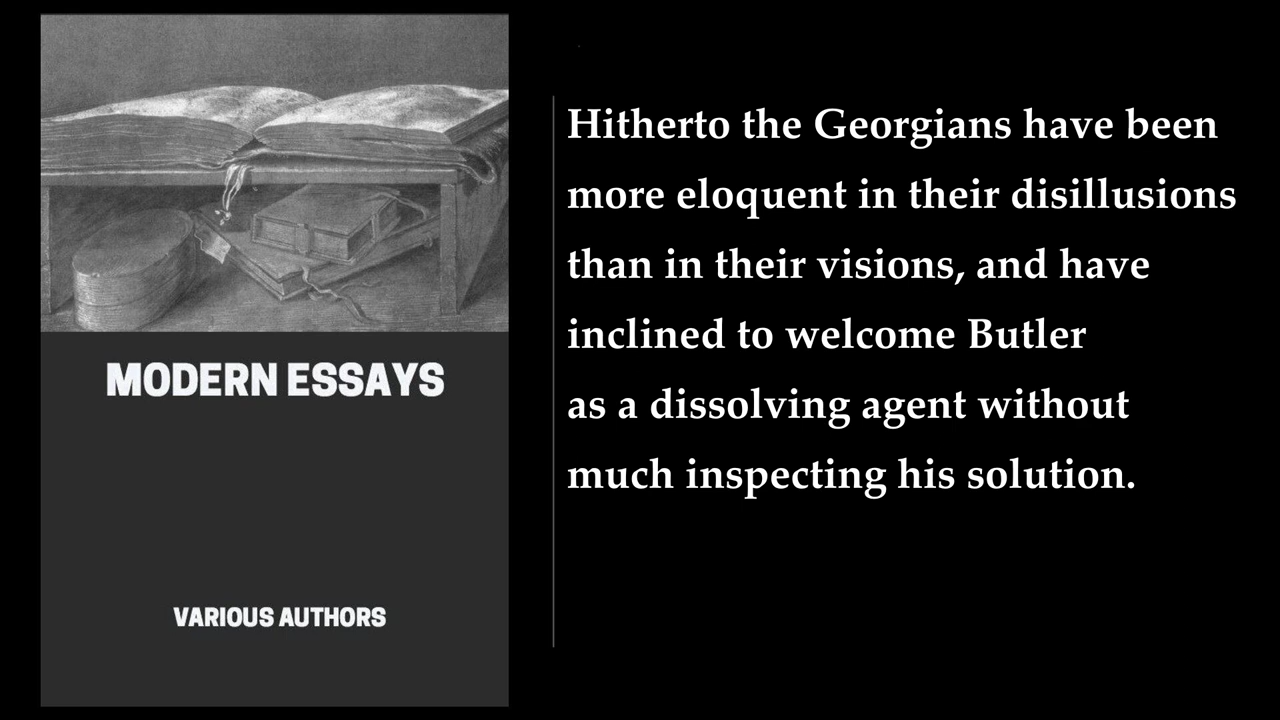 MODERN ESSAYS
VARIOUS AUTHORS
Hitherto the Georgians have been
more eloquent in their disillusions
than in their visions, and have
inclined to welcome Butler
as a dissolving agent without
much inspecting his solution.